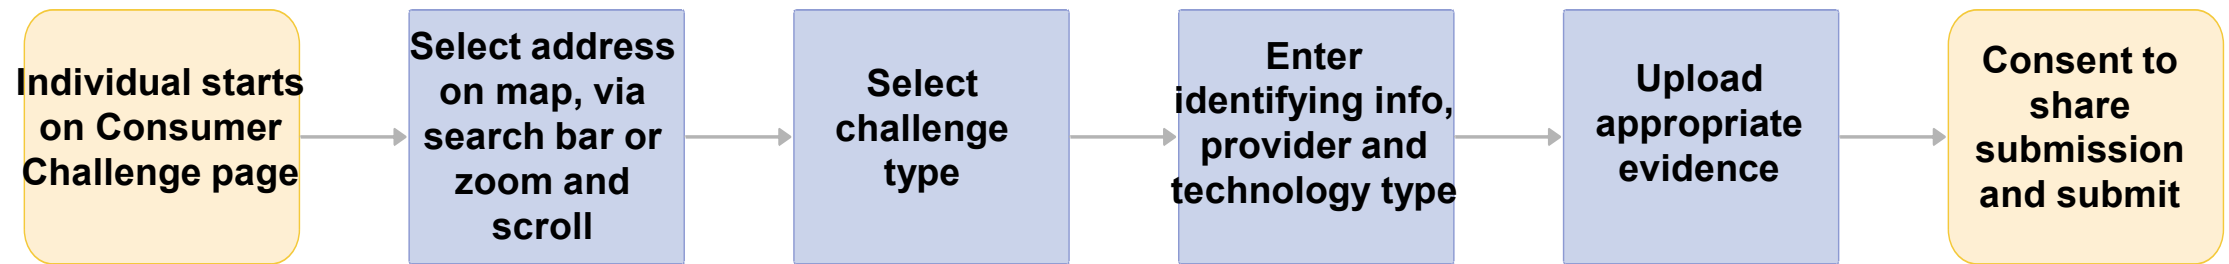 Individual starts
on Consumer
Challenge page
Select address
on map, via
search bar or
zoom and
scroll
Select
challenge
type
Enter
identifying info,
provider and
technology type
Upload
appropriate
evidence
Consent to
share
submission
and submit